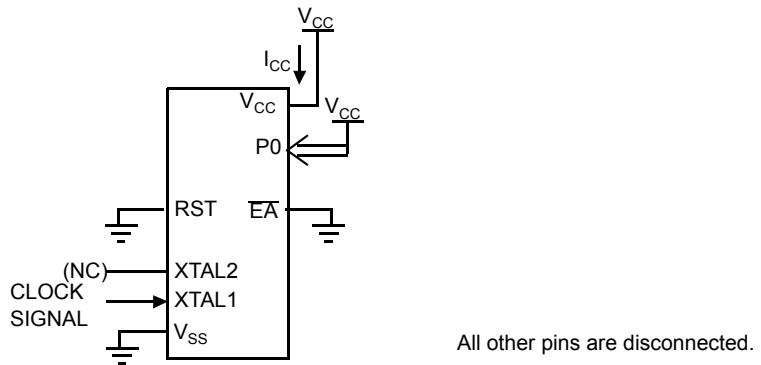 VCC
ICC
VCC
VCC
P0
RST
EA
(NC)
XTAL2
CLOCK
SIGNAL
XTAL1
VSS
All other pins are disconnected.